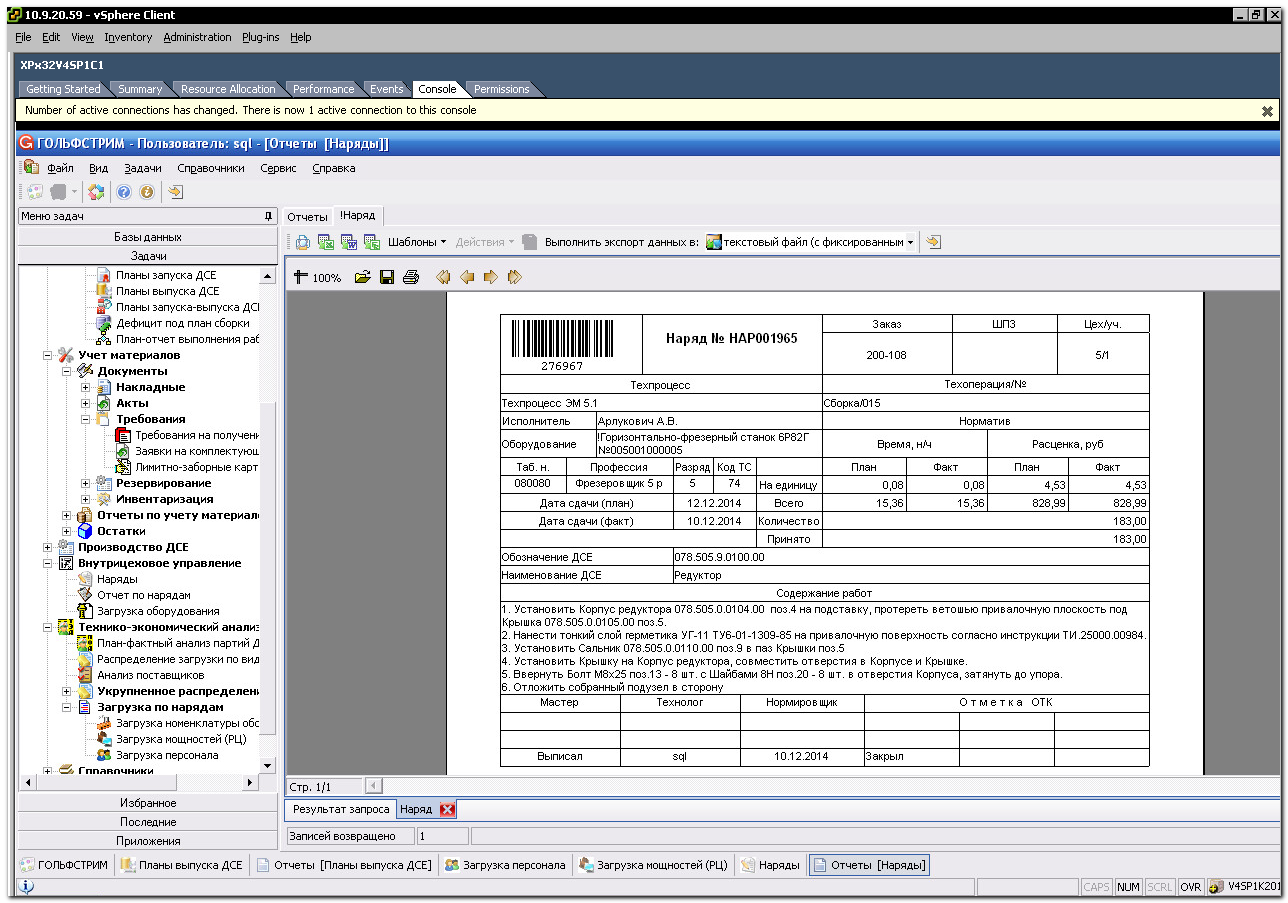 10.9.20.59 - vSphere Client
File Edit View Inventory Administration Plug-ins Help
XPx32V4SP1C1
Getting Started Summary Resource Allocation Performance Events Console Permissions
Number of active connections has changed. There is now 1 active connection to this console
ГОЛЬФСТРИМ - Пользователь: sql - [Отчеты [Наряды]]
Файл Вид Задачи Справочники Сервис Справка
Меню задач
Базы данных
Задачи
Планы запуска ДСЕ
Планы выпуска ДСЕ
Планы запуска-выпуска ДСЕ
Дефицит под план сборки
План-отчет выполнения раб
Учет материалов
Документы
Накладные
Акты
Требования
Требования на получени
Заявки на комплектующ
Лимитно-заборные карт
Резервирование
Инвентаризация
Отчеты по учету материал
Остатки
Производство ДСЕ
Внутрицеховое управление
Наряды
Отчет по нарядам
Загрузка оборудования
Технико-экономический анализ
План-фактный анализ партий Д
Распределение загрузки по вид
Анализ поставщиков
Укрупненное распределени
Загрузка по нарядам
Загрузка номенклатуры обо
Загрузка мощностей (РЦ)
Загрузка персонала
Справочники
Избранное
Последние
Приложения
Отчеты !Наряд
Шаблоны Действия Выполнить экспорт данных в: текстовый файл (с фиксированным
100%
276967
Наряд № НАР001965
Заказ ШПЗ Цех/уч.
200-108 5/1
Техпроцесс Техоперация/№
Техпроцесс ЭМ 5.1 Сборка/015
Исполнитель Арлукович А.В. Норматив
Оборудование !Горизонтально-фрезерный станок 6Р82Г №005001000005 Время, н/ч Расценка, руб
Таб. н. Профессия Разряд Код ТС План Факт План Факт
080080 Фрезеровщик 5 р 5 74 На единицу 0,08 0,08 4,53 4,53
Дата сдачи (план) 12.12.2014 Всего 15,36 15,36 828,99 828,99
Дата сдачи (факт) 10.12.2014 Количество 183,00
Принято 183,00
Обозначение ДСЕ 078.505.9.0100.00
Наименование ДСЕ Редуктор
Содержание работ
1. Установить Корпус редуктора 078.505.0.0104.00 поз.4 на подставку, протереть ветошью привалочную плоскость под
Крышка 078.505.0.0105.00 поз.5.
2. Нанести тонкий слой герметика УГ-11 ТУ6-01-1309-85 на привалочную поверхность согласно инструкции ТИ.25000.00984.
3. Установить Сальник 078.505.0.0110.00 поз.9 в паз Крышки поз.5
4. Установить Крышку на Корпус редуктора, совместить отверстия в Корпусе и Крышке.
5. Ввернуть Болт М8х25 поз.13 - 8 шт. с Шайбами 8Н поз.20 - 8 шт. в отверстия Корпуса, затянуть до упора.
6. Отложить собранный подузел в сторону
Мастер Технолог Нормировщик Отметка ОТК
Выписал sql 10.12.2014 Закрыл
Стр. 1/1
Результат запроса Наряд
Записей возвращено 1
ГОЛЬФСТРИМ Планы выпуска ДСЕ Отчеты [Планы выпуска ДСЕ] Загрузка персонала Загрузка мощностей (РЦ) Наряды Отчеты [Наряды]
CAPS NUM SCRL OVR V4SP1K201